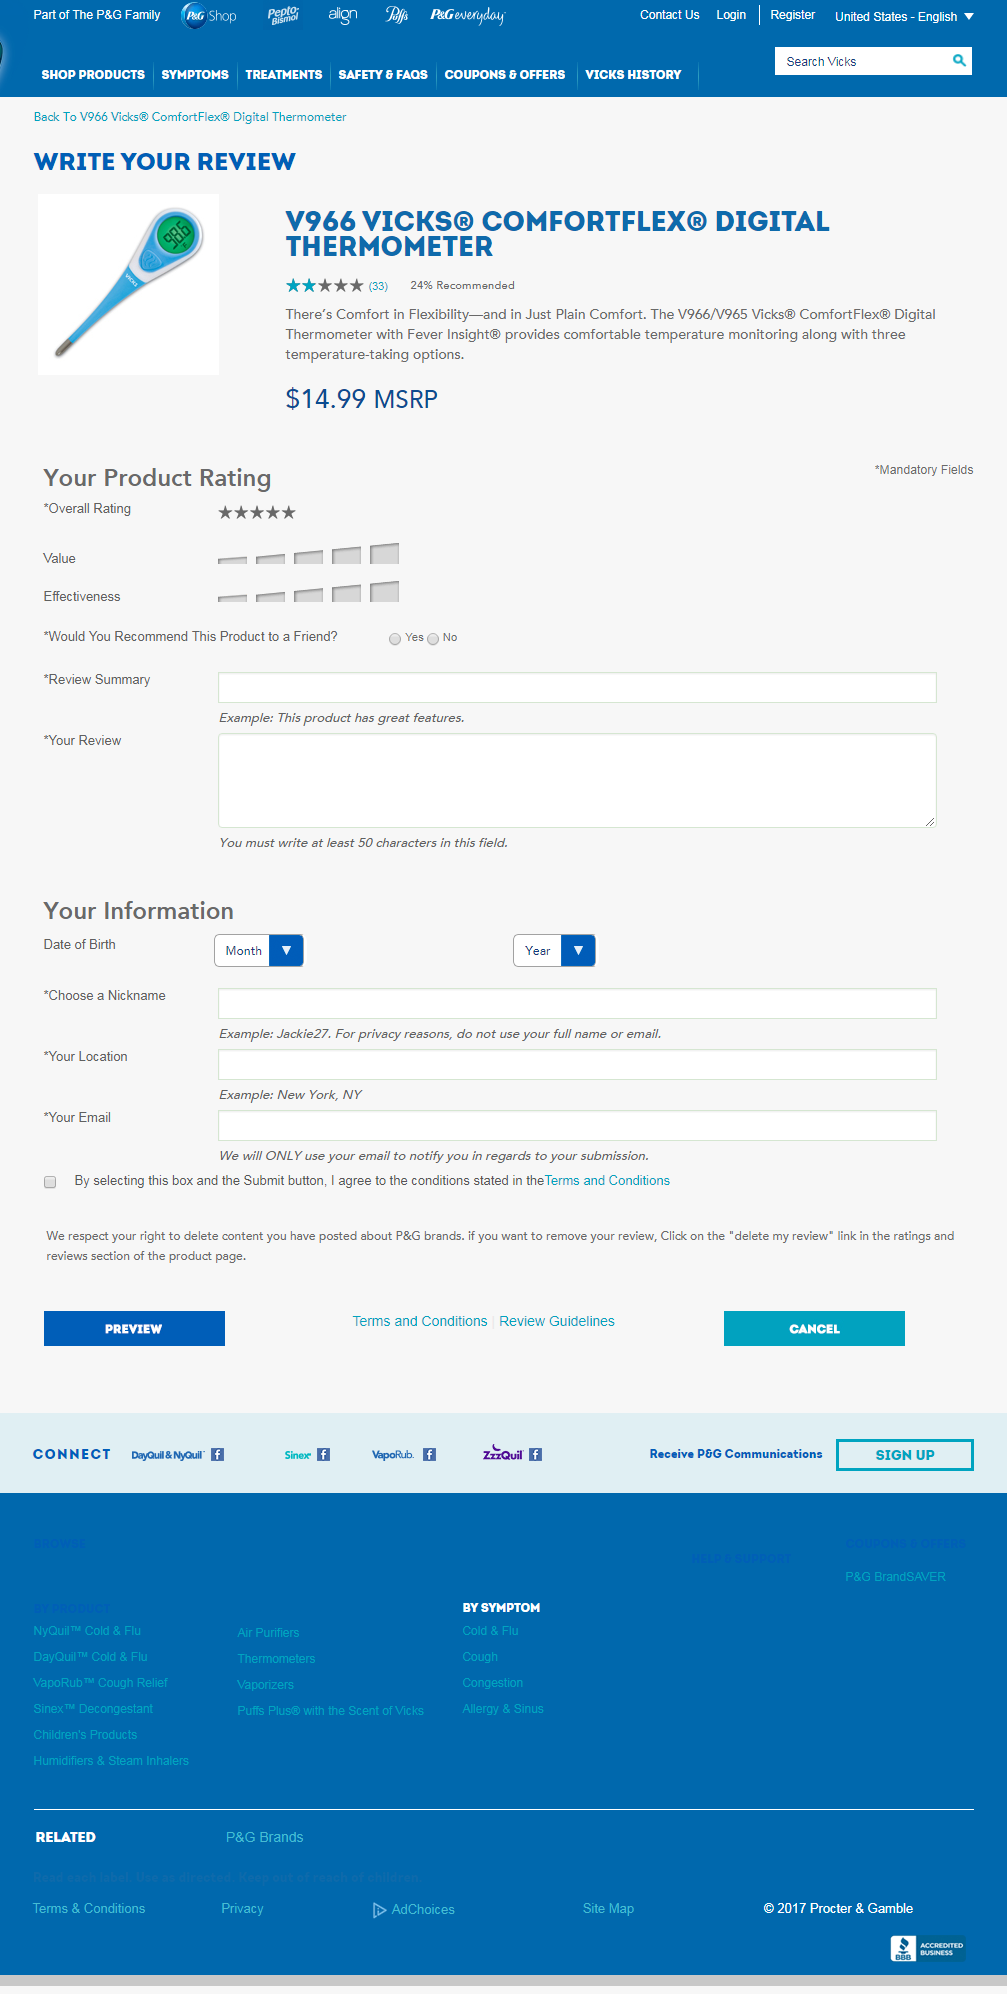 Part of The P&G Family P&G Shop Pepto Bismol align Puffs P&G everyday Contact Us Login Register United States - English
SHOP PRODUCTS SYMPTOMS TREATMENTS SAFETY & FAQS COUPONS & OFFERS VICKS HISTORY Search Vicks
Back To V966 Vicks® ComfortFlex® Digital Thermometer
WRITE YOUR REVIEW
98.6
VICKS
V966 VICKS® COMFORTFLEX® DIGITAL
THERMOMETER
(33) 24% Recommended
There's Comfort in Flexibility—and in Just Plain Comfort. The V966/V965 Vicks® ComfortFlex® Digital
Thermometer with Fever Insight® provides comfortable temperature monitoring along with three
temperature-taking options.
$14.99 MSRP
Your Product Rating
*Mandatory Fields
*Overall Rating
Value
Effectiveness
*Would You Recommend This Product to a Friend? Yes No
*Review Summary
Example: This product has great features.
*Your Review
You must write at least 50 characters in this field.
Your Information
Date of Birth Month Year
*Choose a Nickname
Example: Jackie27. For privacy reasons, do not use your full name or email.
*Your Location
Example: New York, NY
*Your Email
We will ONLY use your email to notify you in regards to your submission.
By selecting this box and the Submit button, I agree to the conditions stated in theTerms and Conditions
We respect your right to delete content you have posted about P&G brands. if you want to remove your review, Click on the "delete my review" link in the ratings and
reviews section of the product page.
PREVIEW Terms and Conditions | Review Guidelines CANCEL
CONNECT DayQuil & NyQuil™ f Sinex f VapoRub. f ZzzQuil f Receive P&G Communications SIGN UP
BROWSE
COUPONS & OFFERS
HELP & SUPPORT
P&G BrandSAVER
BY PRODUCT
BY SYMPTOM
NyQuil™ Cold & Flu Air Purifiers Cold & Flu
DayQuil™ Cold & Flu Thermometers Cough
VapoRub™ Cough Relief Vaporizers Congestion
Sinex™ Decongestant Puffs Plus® with the Scent of Vicks Allergy & Sinus
Children's Products
Humidifiers & Steam Inhalers
RELATED P&G Brands
Read each label. Use as directed. Keep out of reach of children.
Terms & Conditions Privacy AdChoices Site Map © 2017 Procter & Gamble
BBB ACCREDITED
BUSINESS